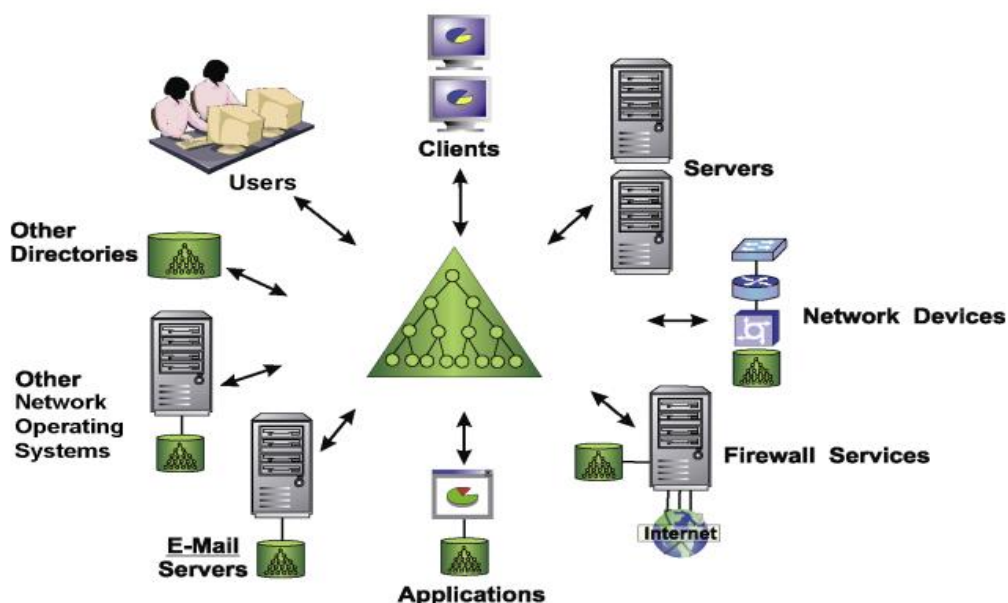 Clients
Users
Servers
Other
Directories
Network Devices
Other
Network
Operating
Systems
Firewall Services
Internet
E-Mail
Servers
Applications